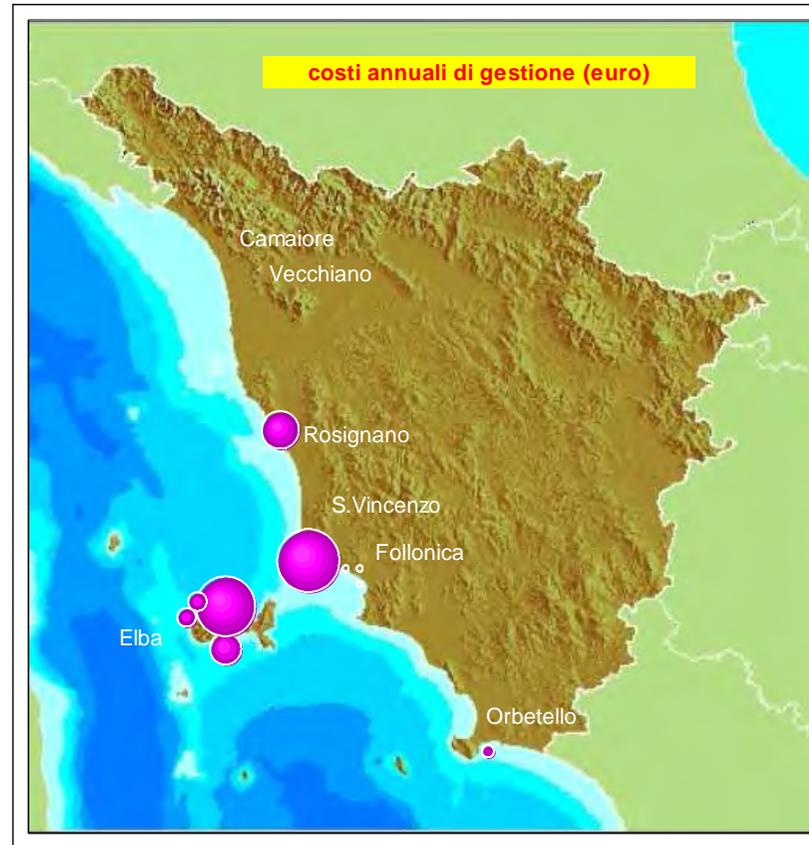 costi annuali di gestione (euro)
Camaiore
Vecchiano
Rosignano
S.Vincenzo
Follonica
Elba
Orbetello